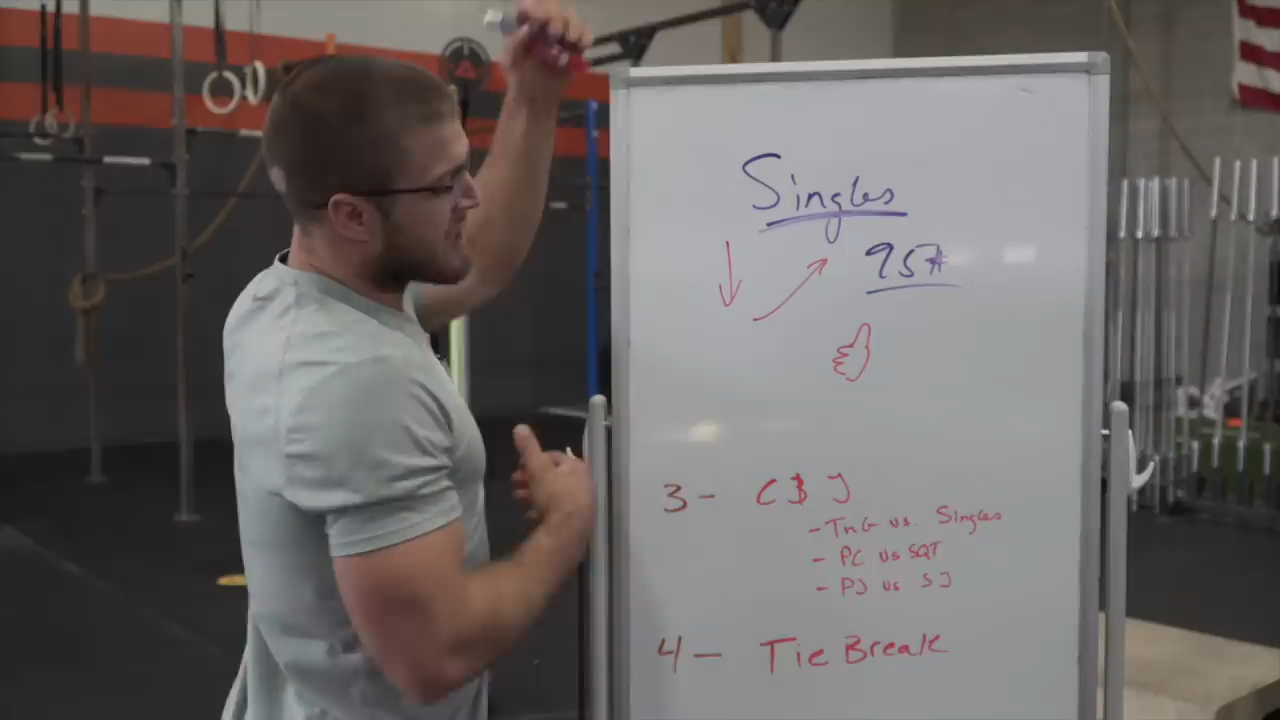 Singles
95#
3- C&J
- TnG vs. Singles
- PC vs SQT
- PJ vs SJ
4- Tie Break